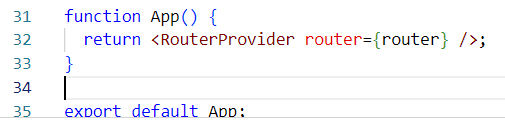 31 function App() {
32 return <RouterProvider router={router} />;
33 }
34
35 export default App;